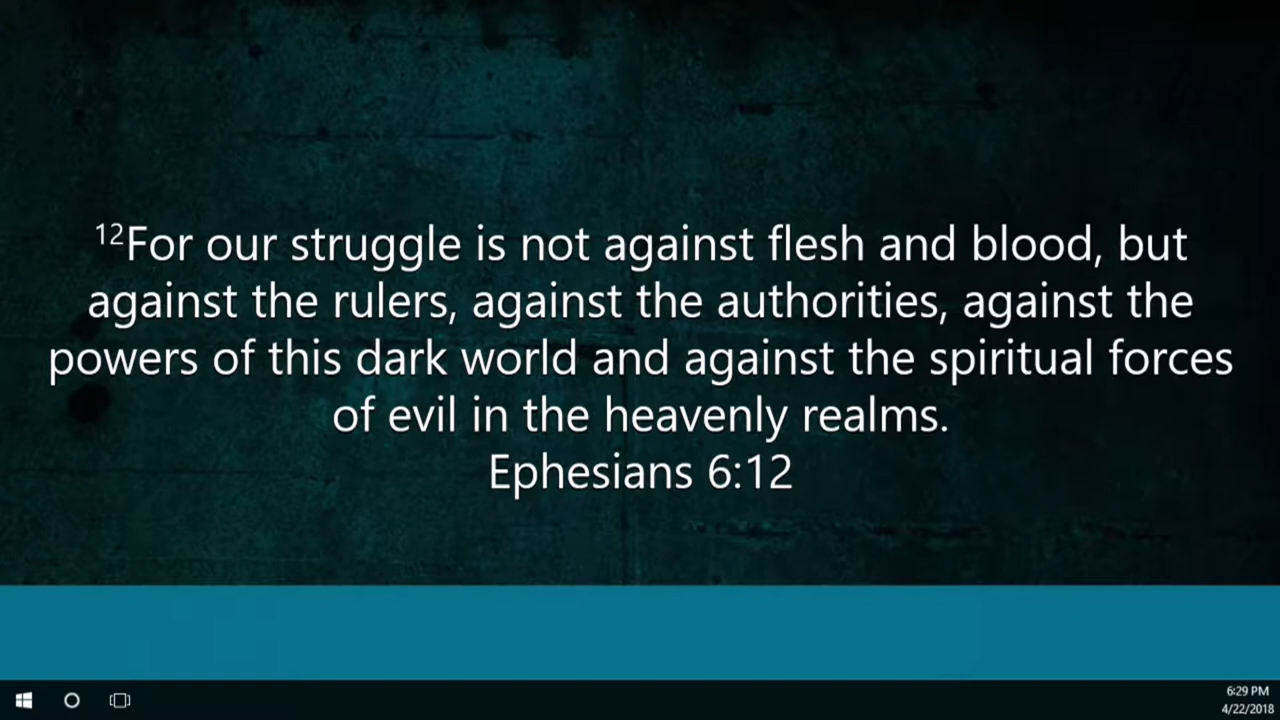 ¹²For our struggle is not against flesh and blood, but
against the rulers, against the authorities, against the
powers of this dark world and against the spiritual forces
of evil in the heavenly realms.
Ephesians 6:12
6:29 PM
4/22/2018